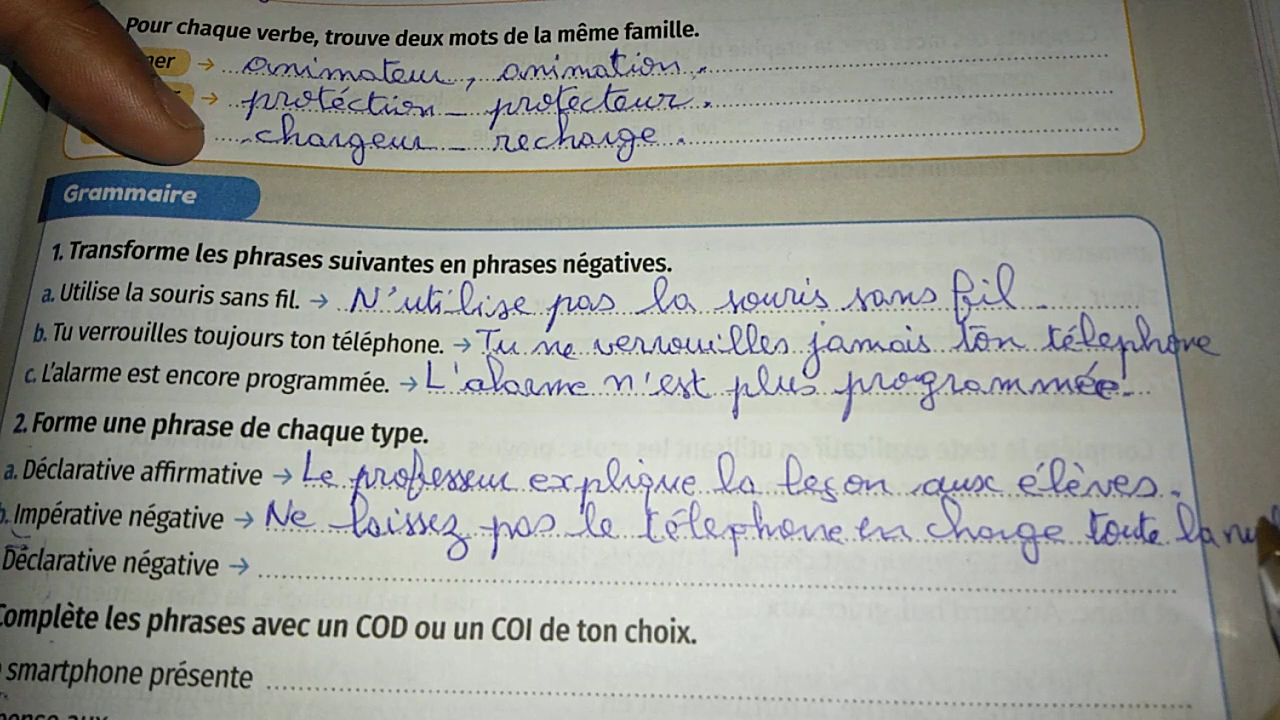 Pour chaque verbe, trouve deux mots de la même famille.
er → animateur, animation.
→ protéction - protecteur.
chargeur - recharge.
Grammaire
1. Transforme les phrases suivantes en phrases négatives.
a. Utilise la souris sans fil. → N'utilise pas la souris sans fil.
b. Tu verrouilles toujours ton téléphone. → Tu ne verrouilles jamais ton télephone
c. L'alarme est encore programmée. → L'alarme n'est plus programmée.
2. Forme une phrase de chaque type.
a. Déclarative affirmative → Le professeur explique la leçon aux élèves.
b. Impérative négative → Ne laissez pas le télephone en charge toute la
Déclarative négative →
Complète les phrases avec un COD ou un COI de ton choix.
smartphone présente